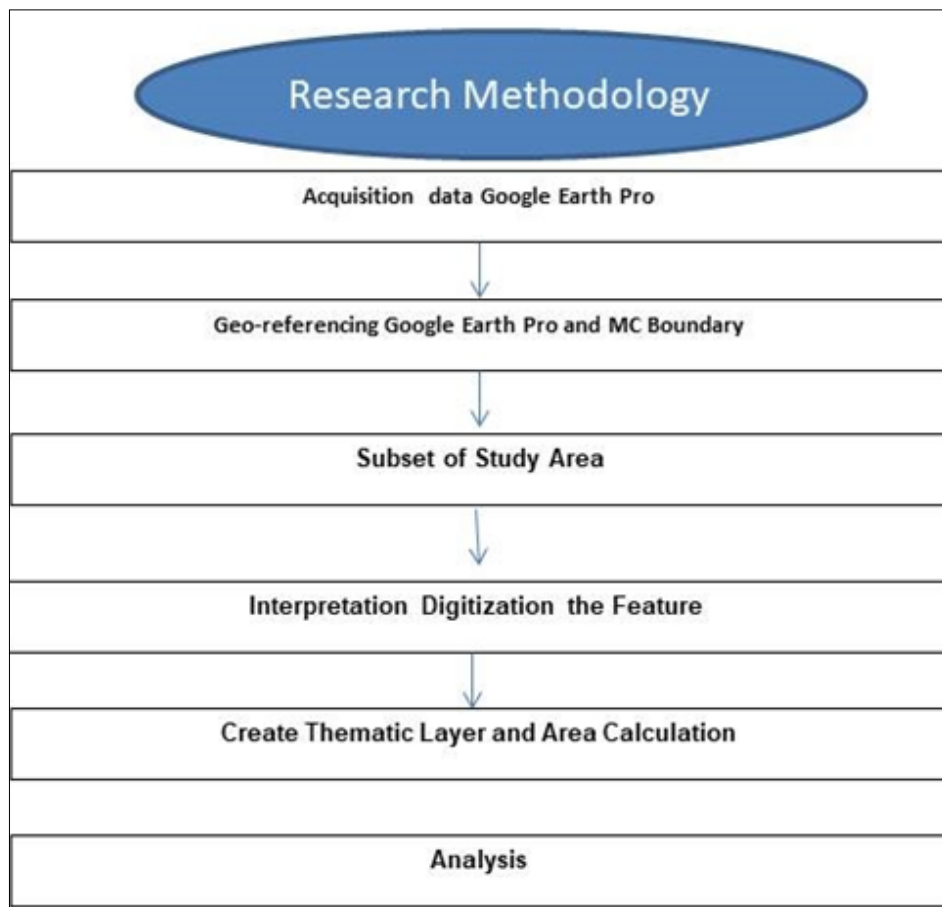 Research Methodology
Acquisition data Google Earth Pro
Geo-referencing Google Earth Pro and MC Boundary
Subset of Study Area
Interpretation Digitization the Feature
Create Thematic Layer and Area Calculation
Analysis